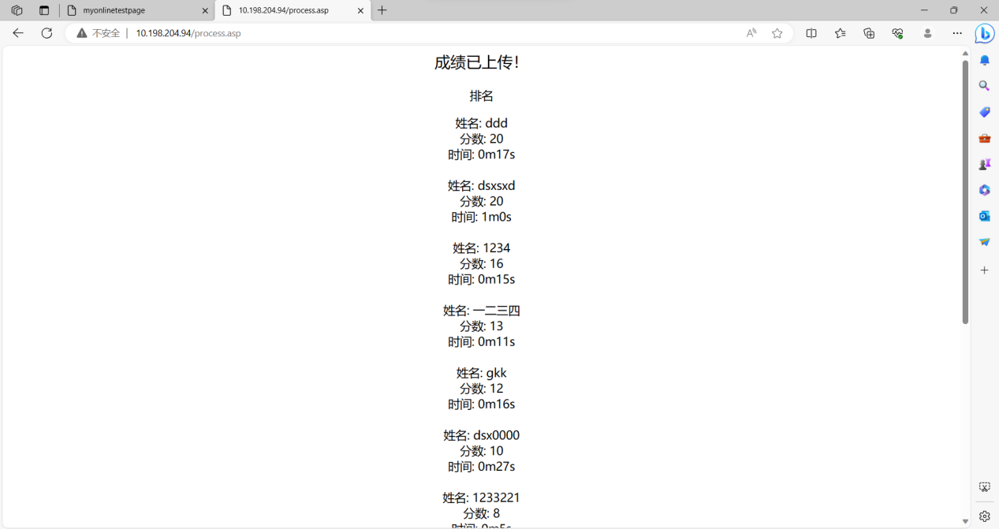 myonlinetestpage
10.198.204.94/process.asp
不安全 | 10.198.204.94/process.asp
成绩已上传！
排名
姓名: ddd
分数: 20
时间: 0m17s
姓名: dsxsxd
分数: 20
时间: 1m0s
姓名: 1234
分数: 16
时间: 0m15s
姓名: 一二三四
分数: 13
时间: 0m11s
姓名: gkk
分数: 12
时间: 0m16s
姓名: dsx0000
分数: 10
时间: 0m27s
姓名: 1233221
分数: 8
时间: 0m5s